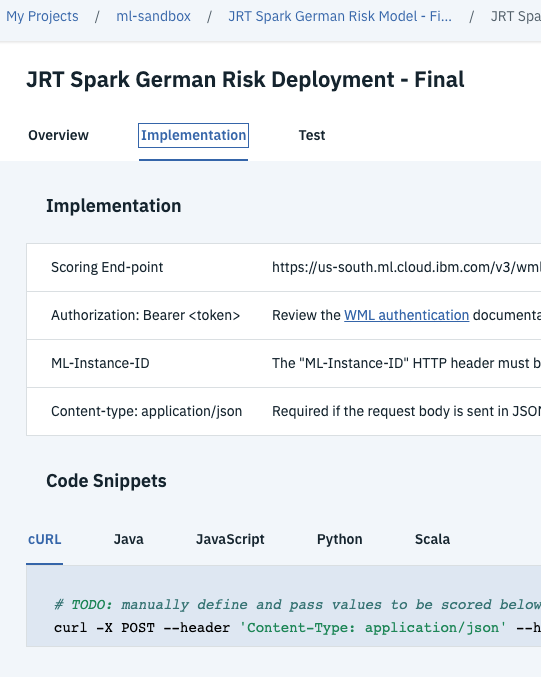 My Projects / ml-sandbox / JRT Spark German Risk Model - Fi... / JRT Spa
JRT Spark German Risk Deployment - Final
Overview Implementation Test
Implementation
Scoring End-point https://us-south.ml.cloud.ibm.com/v3/wml
Authorization: Bearer <token> Review the WML authentication documenta
ML-Instance-ID The "ML-Instance-ID" HTTP header must b
Content-type: application/json Required if the request body is sent in JSON
Code Snippets
cURL Java JavaScript Python Scala
# TODO: manually define and pass values to be scored below
curl -X POST --header 'Content-Type: application/json' --h